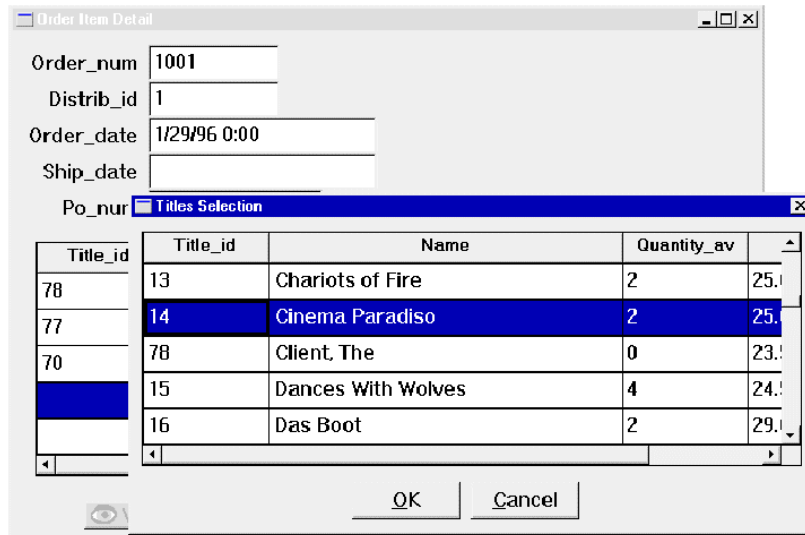 Order Item Detail
Order_num 1001
Distrib_id 1
Order_date 1/29/96 0:00
Ship_date
Titles Selection
Title_id Name Quantity_av
13 Chariots of Fire 2
14 Cinema Paradiso 2
78 Client, The 0
15 Dances With Wolves 4
16 Das Boot 2
Title_id
78
77
70
OK Cancel